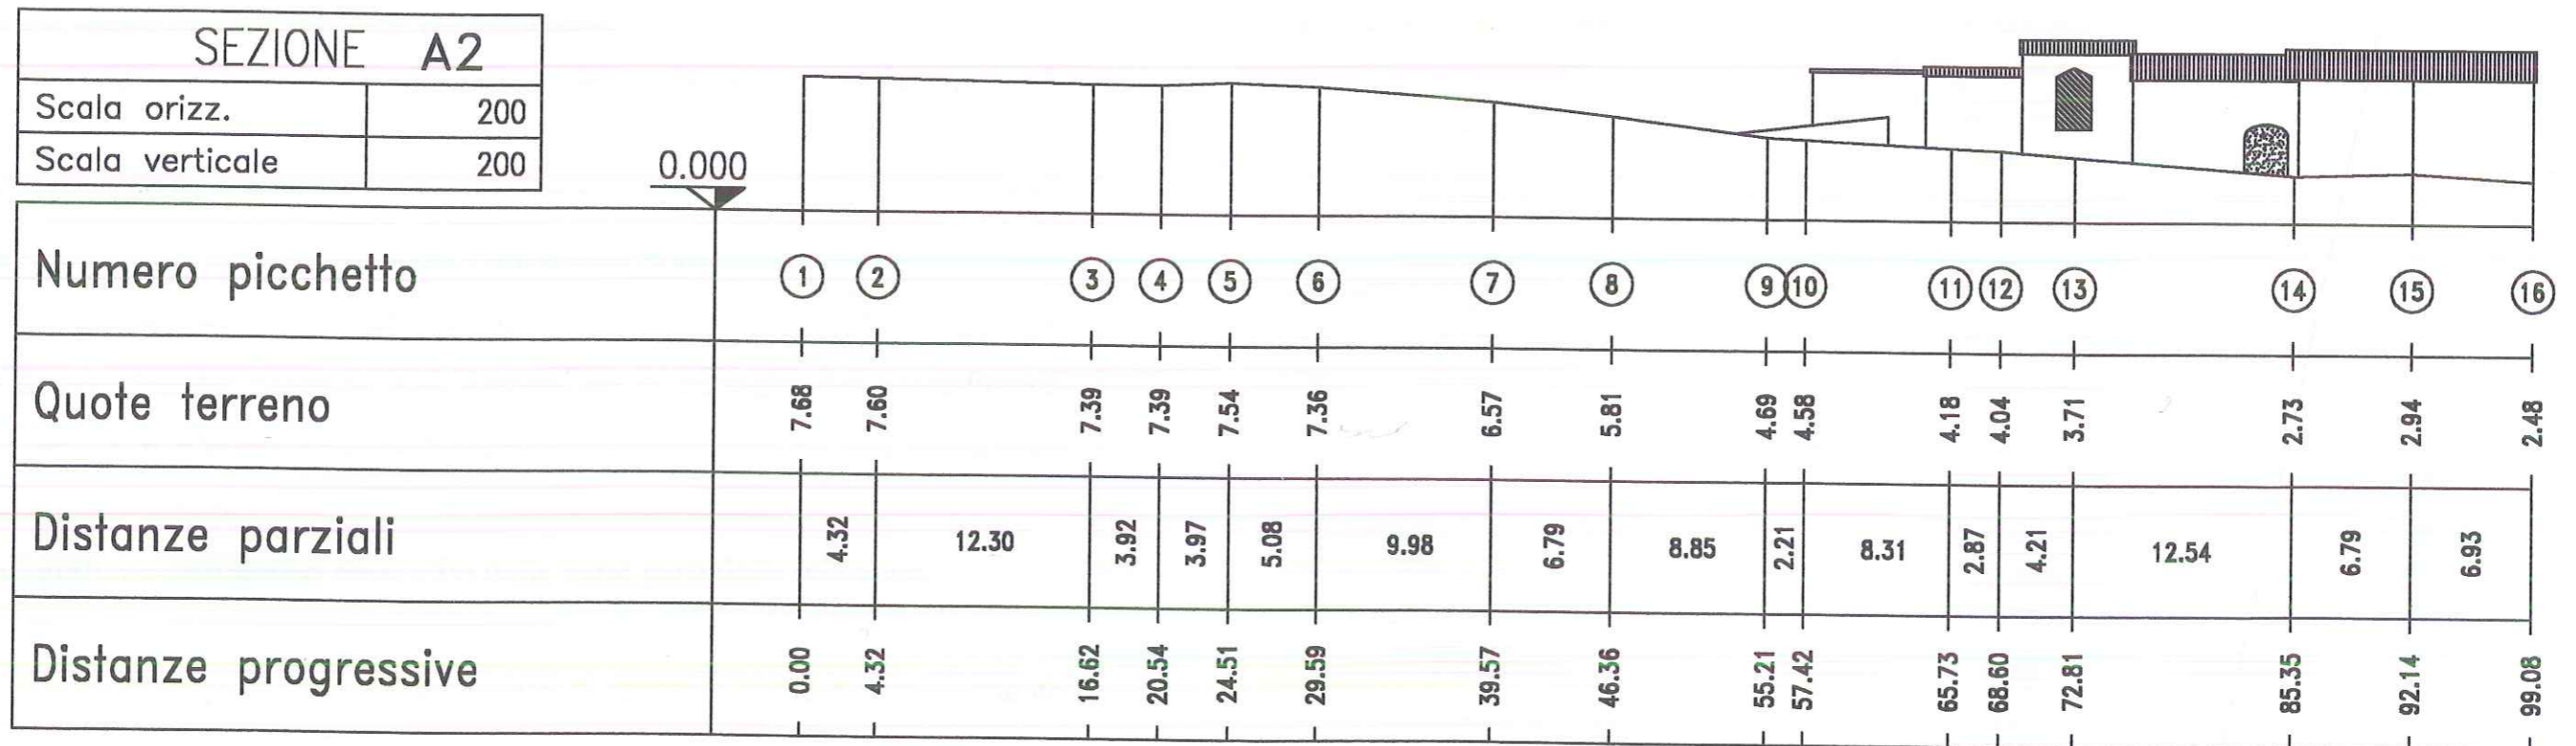 SEZIONE A2
Scala orizz. 200
Scala verticale 200
0.000
Numero picchetto 1 2 3 4 5 6 7 8 9 10 11 12 13 14 15 16
Quote terreno 7.68 7.60 7.39 7.39 7.54 7.36 6.57 5.81 4.69 4.58 4.18 4.04 3.71 2.73 2.94 2.48
Distanze parziali 4.32 12.30 3.92 3.97 5.08 9.98 6.79 8.85 2.21 8.31 2.87 4.21 12.54 6.79 6.93
Distanze progressive 0.00 4.32 16.62 20.54 24.51 29.59 39.57 46.36 55.21 57.42 65.73 68.60 72.81 85.35 92.14 99.08